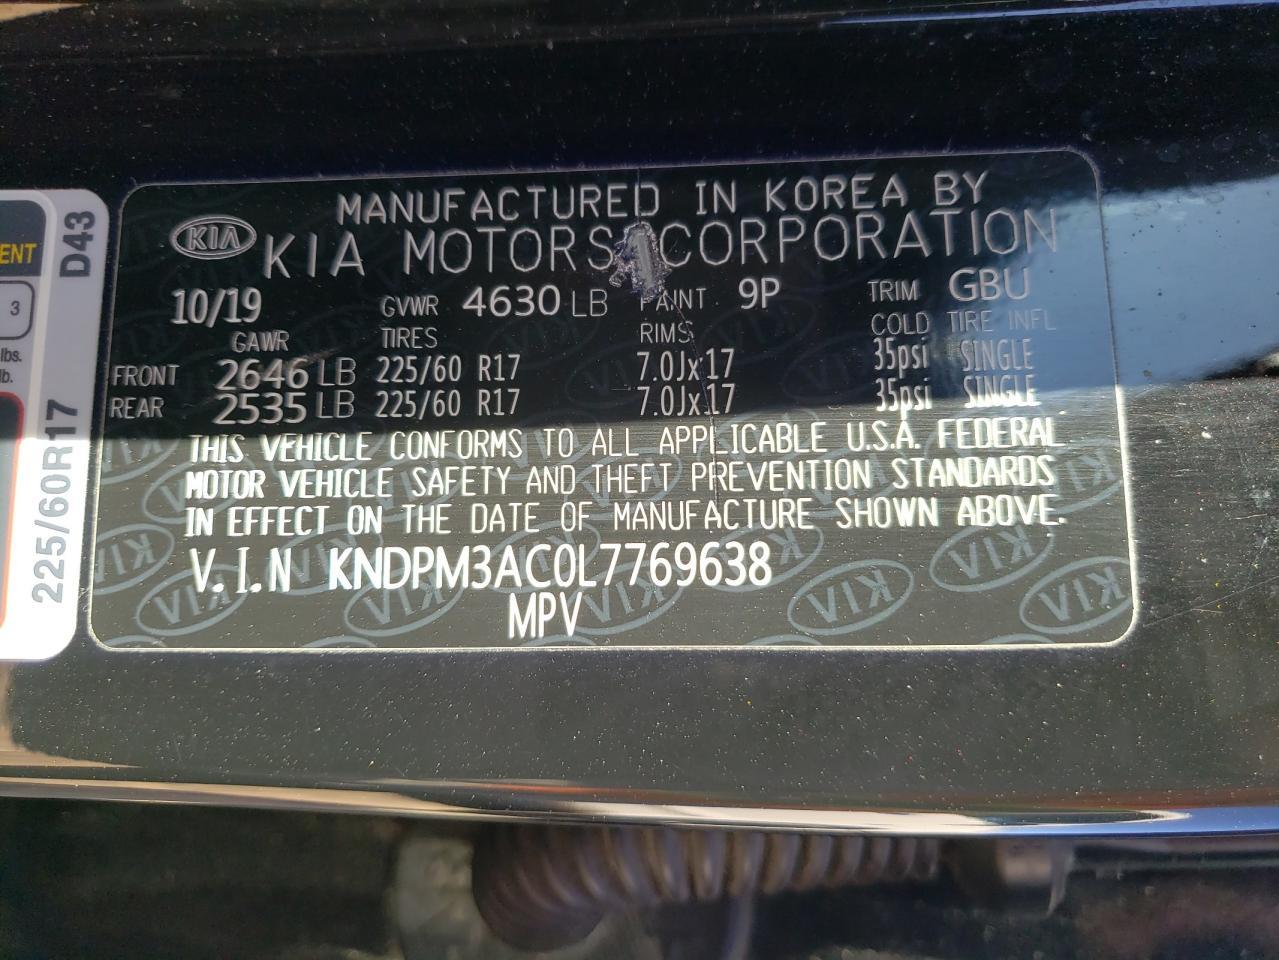 MANUFACTURED IN KOREA BY
KIA
KIA MOTORS CORPORATION
10/19 GVWR 4630 LB PAINT 9P TRIM GBU
GAWR TIRES RIMS COLD TIRE INFL
FRONT 2646 LB 225/60 R17 7.0Jx17 35psi SINGLE
REAR 2535 LB 225/60 R17 7.0Jx17 35psi SINGLE
THIS VEHICLE CONFORMS TO ALL APPLICABLE U.S.A. FEDERAL
MOTOR VEHICLE SAFETY AND THEFT PREVENTION STANDARDS
IN EFFECT ON THE DATE OF MANUFACTURE SHOWN ABOVE.
V.I.N KNDPM3AC0L7769638
MPV
3
lbs.
225/60R17 D43